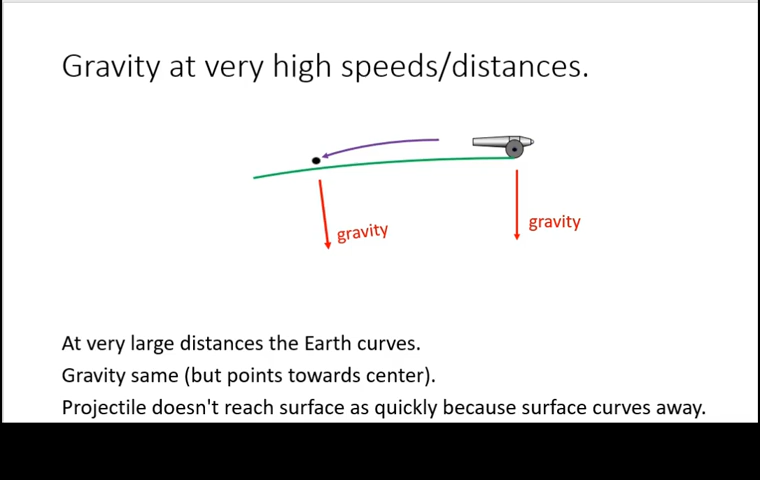 Gravity at very high speeds/distances.
gravity
gravity
At very large distances the Earth curves.
Gravity same (but points towards center).
Projectile doesn't reach surface as quickly because surface curves away.